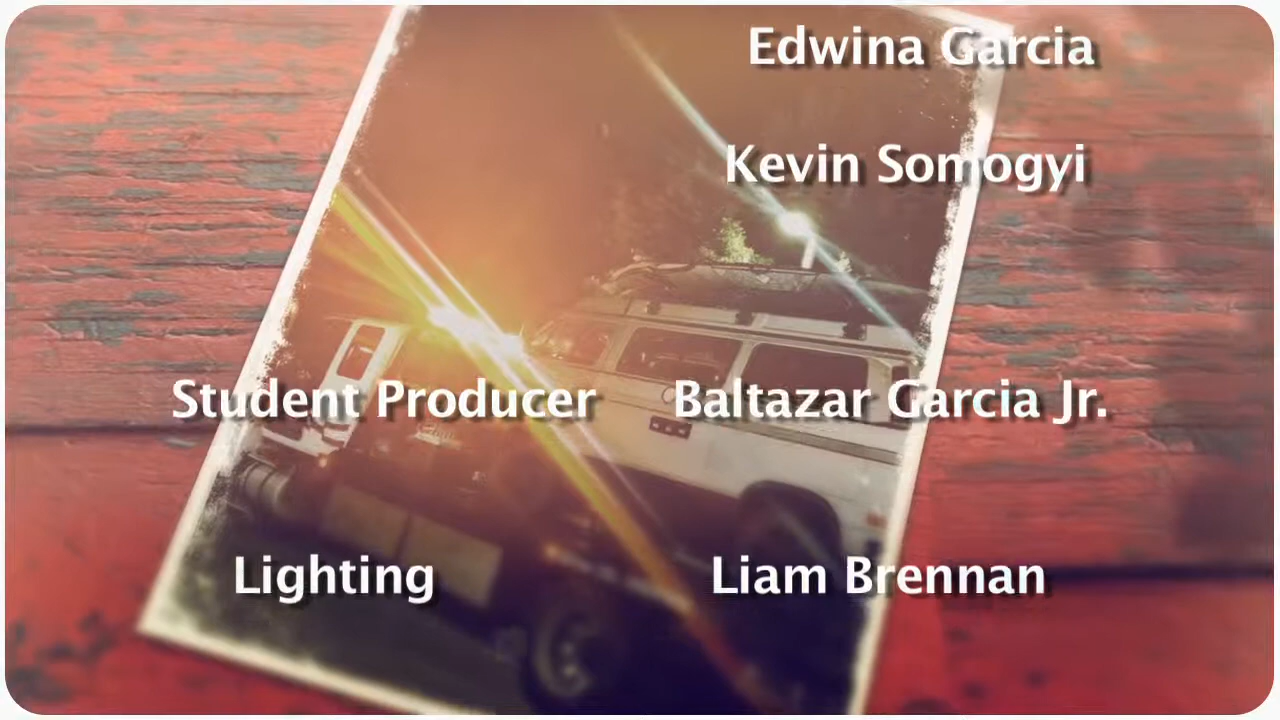 Edwina Garcia
Kevin Somogyi
Student Producer Baltazar Garcia Jr.
Lighting Liam Brennan